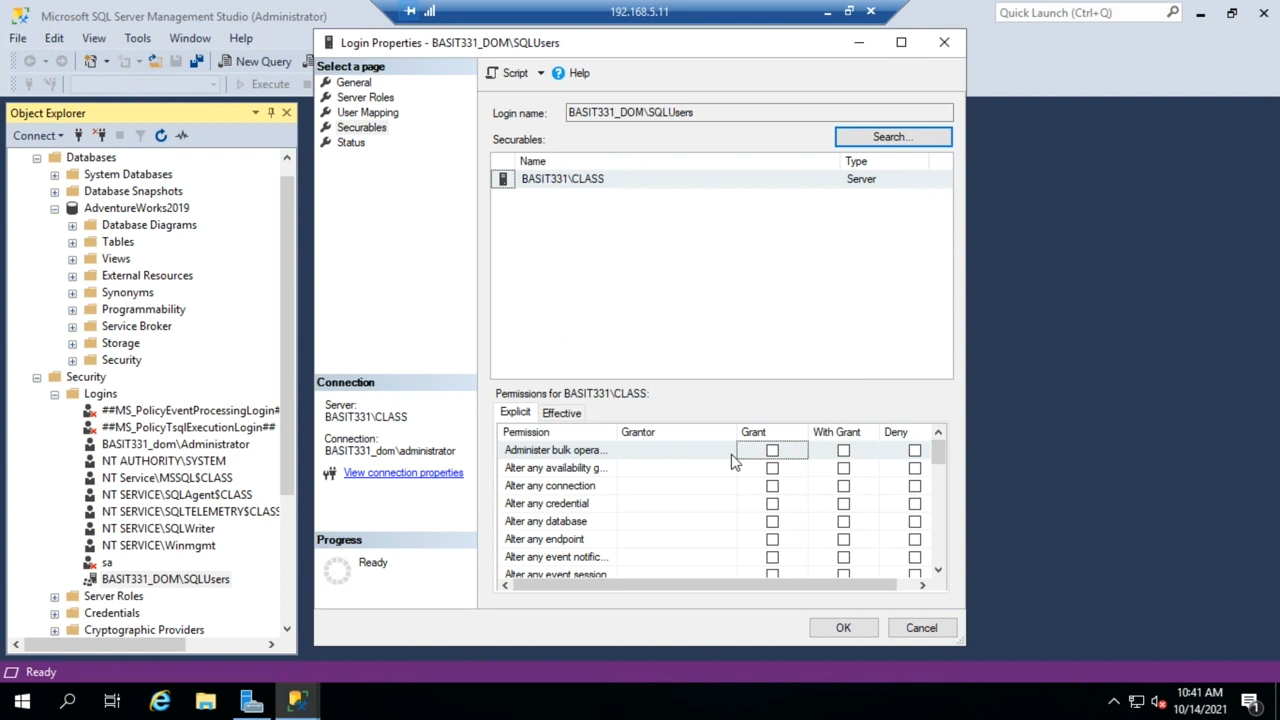 Microsoft SQL Server Management Studio (Administrator)
192.168.5.11
Quick Launch (Ctrl+Q)
File Edit View Tools Window Help
New Query
Execute
Object Explorer
Connect
Databases
System Databases
Database Snapshots
AdventureWorks2019
Database Diagrams
Tables
Views
External Resources
Synonyms
Programmability
Service Broker
Storage
Security
Security
Logins
##MS_PolicyEventProcessingLogin#
##MS_PolicyTsqlExecutionLogin##
BASIT331_dom\Administrator
NT AUTHORITY\SYSTEM
NT Service\MSSQL$CLASS
NT SERVICE\SQLAgent$CLASS
NT SERVICE\SQLTELEMETRY$CLASS
NT SERVICE\SQLWriter
NT SERVICE\Winmgmt
sa
BASIT331_DOM\SQLUsers
Server Roles
Credentials
Cryptographic Providers
Login Properties - BASIT331_DOM\SQLUsers
Select a page
General
Server Roles
User Mapping
Securables
Status
Connection
Server:
BASIT331\CLASS
Connection:
BASIT331_dom\administrator
View connection properties
Progress
Ready
Script Help
Login name: BASIT331_DOM\SQLUsers
Securables: Search...
Name Type
BASIT331\CLASS Server
Permissions for BASIT331\CLASS:
Explicit Effective
Permission Grantor Grant With Grant Deny
Administer bulk opera...
Alter any availability g...
Alter any connection
Alter any credential
Alter any database
Alter any endpoint
Alter any event notific...
Alter any event session
OK Cancel
Ready
10:41 AM
10/14/2021
1